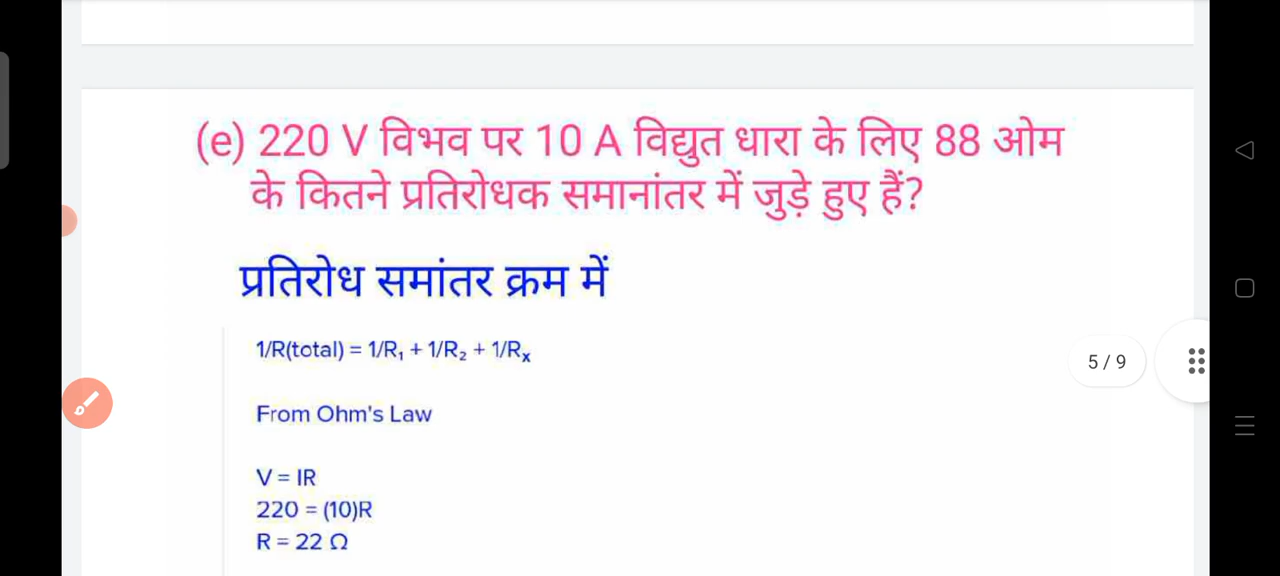 (e) 220 V विभव पर 10 A विद्युत धारा के लिए 88 ओम
के कितने प्रतिरोधक समानांतर में जुड़े हुए हैं?
प्रतिरोध समांतर क्रम में
1/R(total) = 1/R₁ + 1/R₂ + 1/Rₓ
From Ohm's Law
V = IR
220 = (10)R
R = 22 Ω
5 / 9